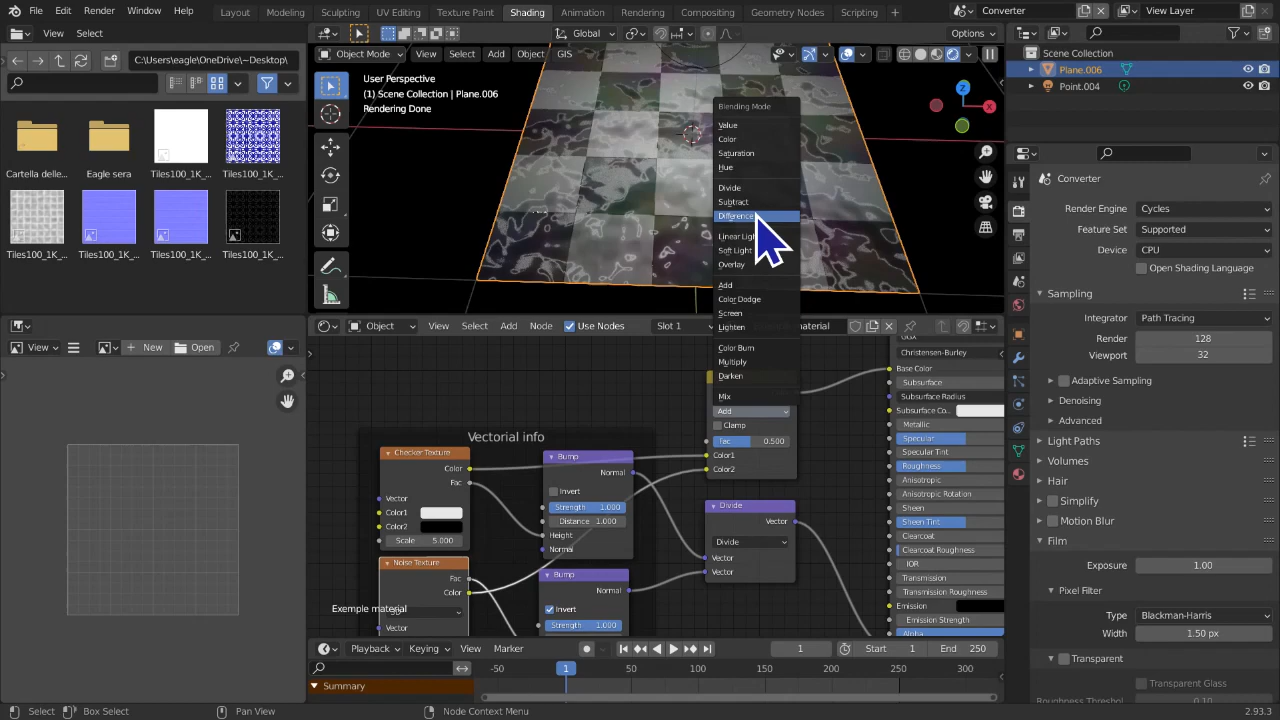 File Edit Render Window Help Layout Modeling Sculpting UV Editing Texture Paint Shading Animation Rendering Compositing Geometry Nodes Scripting + Converter View Layer
View Select
C:\Users\eagle\OneDrive\~Desktop\
Cartella delle... Eagle sera Tiles100_1K_... Tiles100_1K_...
Tiles100_1K_... Tiles100_1K_... Tiles100_1K_... Tiles100_1K_...
View New Open
Global Options
Object Mode View Select Add Object GIS
User Perspective
(1) Scene Collection | Plane.006
Rendering Done
Z
X
Blending Mode
Value
Color
Saturation
Hue
Divide
Subtract
Difference
Linear Ligh
Soft Light
Overlay
Add
Color Dodge
Screen
Lighten
Color Burn
Multiply
Darken
Mix
Add
Clamp
Fac 0.500
Color1
Color2
Object View Select Add Node Use Nodes Slot 1 material
Vectorial info
Checker Texture
Color
Fac
Vector
Color1
Color2
Scale 5.000
Noise Texture
Fac
Color
Exemple material
Vector
Bump
Normal
Invert
Strength 1.000
Distance 1.000
Height
Normal
Bump
Normal
Invert
Strength 1.000
Divide
Vector
Divide
Vector
Vector
GGX
Christensen-Burley
Base Color
Subsurface
Subsurface Radius
Subsurface Co...
Metallic
Specular
Specular Tint
Roughness
Anisotropic
Anisotropic Rotation
Sheen
Sheen Tint
Clearcoat
Clearcoat Roughness
IOR
Transmission
Transmission Roughness
Emission
Emission Strength
Alpha
Playback Keying View Marker 1 Start 1 End 250
1 -50 50 100 150 200 250 300
Summary
Scene Collection
Plane.006
Point.004
Converter
Render Engine Cycles
Feature Set Supported
Device CPU
Open Shading Language
Sampling
Integrator Path Tracing
Render 128
Viewport 32
Adaptive Sampling
Denoising
Advanced
Light Paths
Volumes
Hair
Simplify
Motion Blur
Film
Exposure 1.00
Pixel Filter
Type Blackman-Harris
Width 1.50 px
Transparent
Transparent Glass
Roughness Threshol 0.10
Select Box Select Pan View Node Context Menu 2.93.3